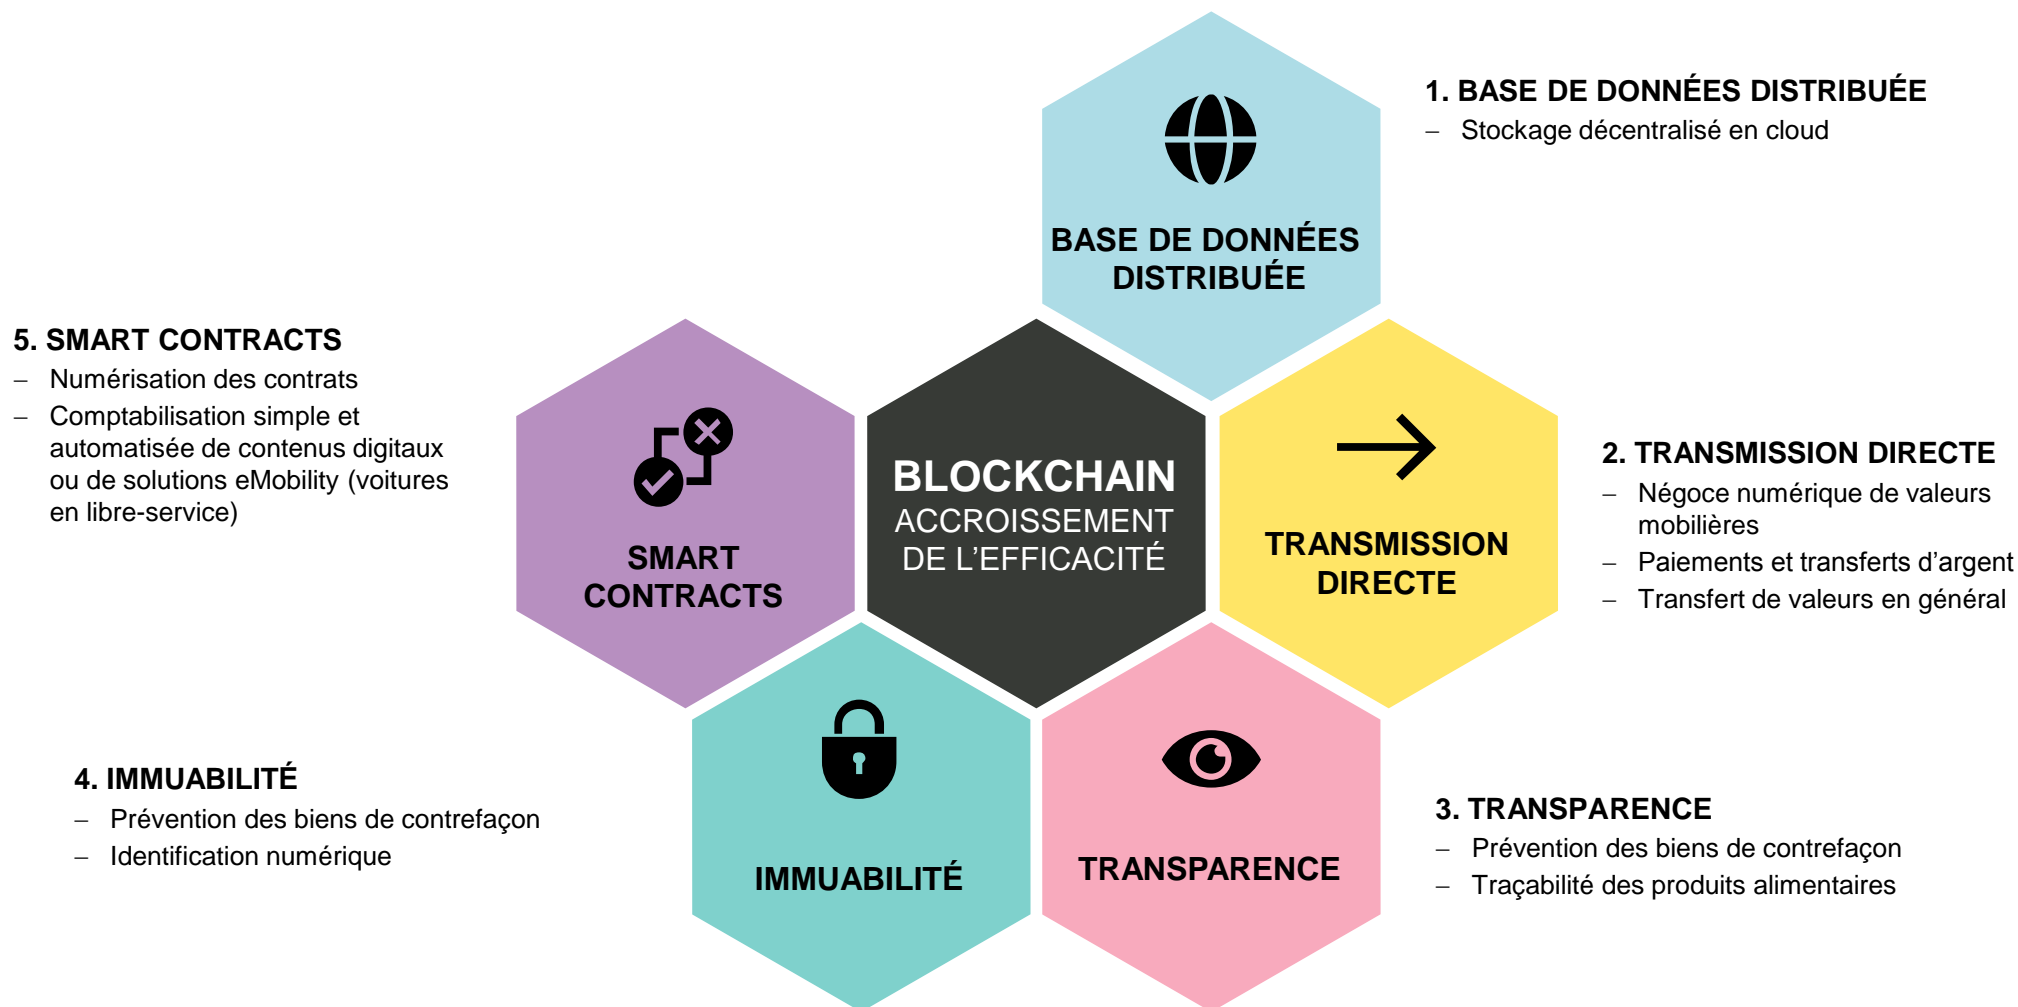 BASE DE DONNÉES
DISTRIBUÉE
1. BASE DE DONNÉES DISTRIBUÉE
– Stockage décentralisé en cloud
BLOCKCHAIN
ACCROISSEMENT
DE L’EFFICACITÉ
TRANSMISSION
DIRECTE
2. TRANSMISSION DIRECTE
– Négoce numérique de valeurs
mobilières
– Paiements et transferts d’argent
– Transfert de valeurs en général
TRANSPARENCE
3. TRANSPARENCE
– Prévention des biens de contrefaçon
– Traçabilité des produits alimentaires
IMMUABILITÉ
4. IMMUABILITÉ
– Prévention des biens de contrefaçon
– Identification numérique
SMART
CONTRACTS
5. SMART CONTRACTS
– Numérisation des contrats
– Comptabilisation simple et
automatisée de contenus digitaux
ou de solutions eMobility (voitures
en libre-service)